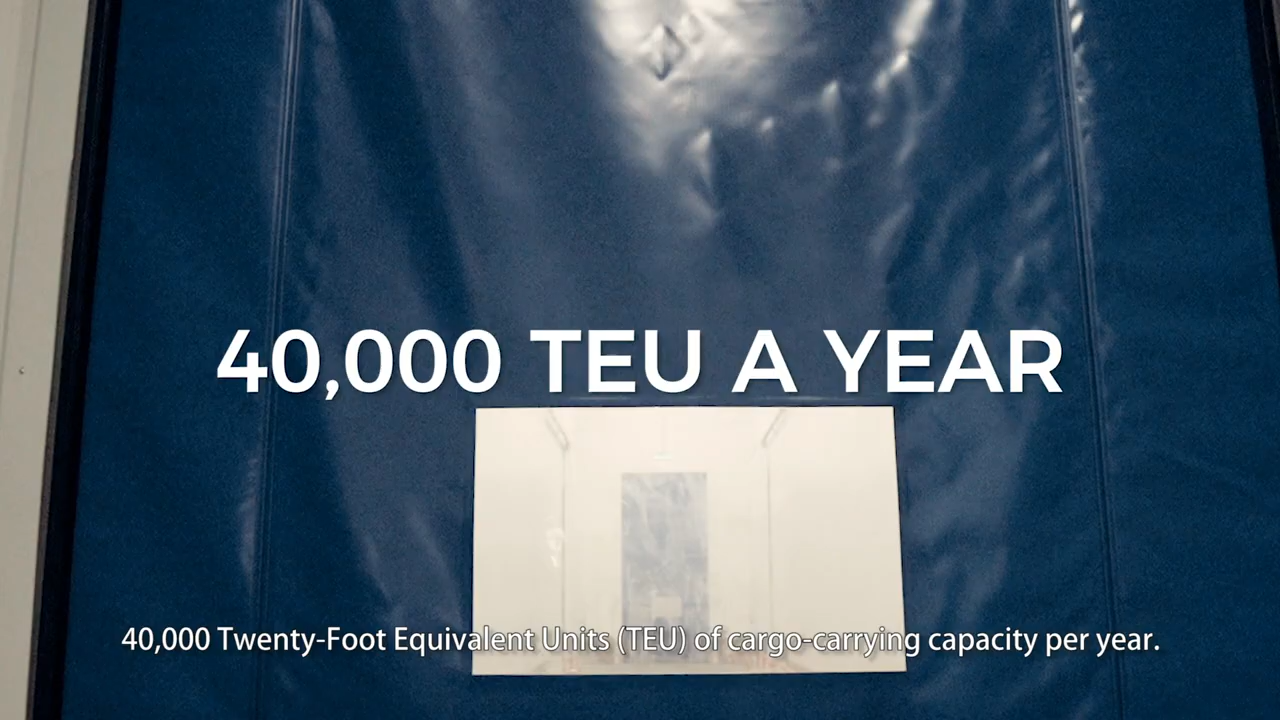 40,000 TEU A YEAR
40,000 Twenty-Foot Equivalent Units (TEU) of cargo-carrying capacity per year.